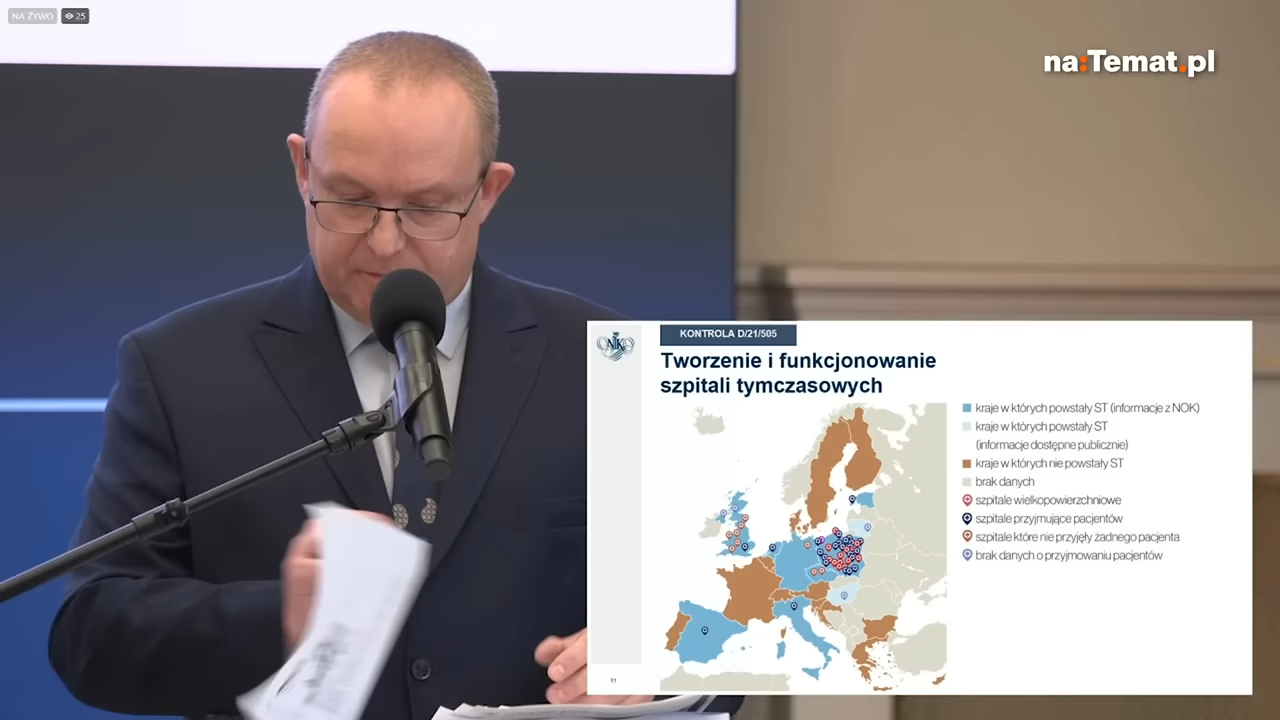 NA ŻYWO
25
na:Temat.pl
NIK
KONTROLA D/21/505
Tworzenie i funkcjonowanie
szpitali tymczasowych
kraje w których powstały ST (informacje z NOK)
kraje w których powstały ST
(informacje dostępne publicznie)
kraje w których nie powstały ST
brak danych
szpitale wielkopowierzchniowe
szpitale przyjmujące pacjentów
szpitale które nie przyjęły żadnego pacjenta
brak danych o przyjmowaniu pacjentów
11